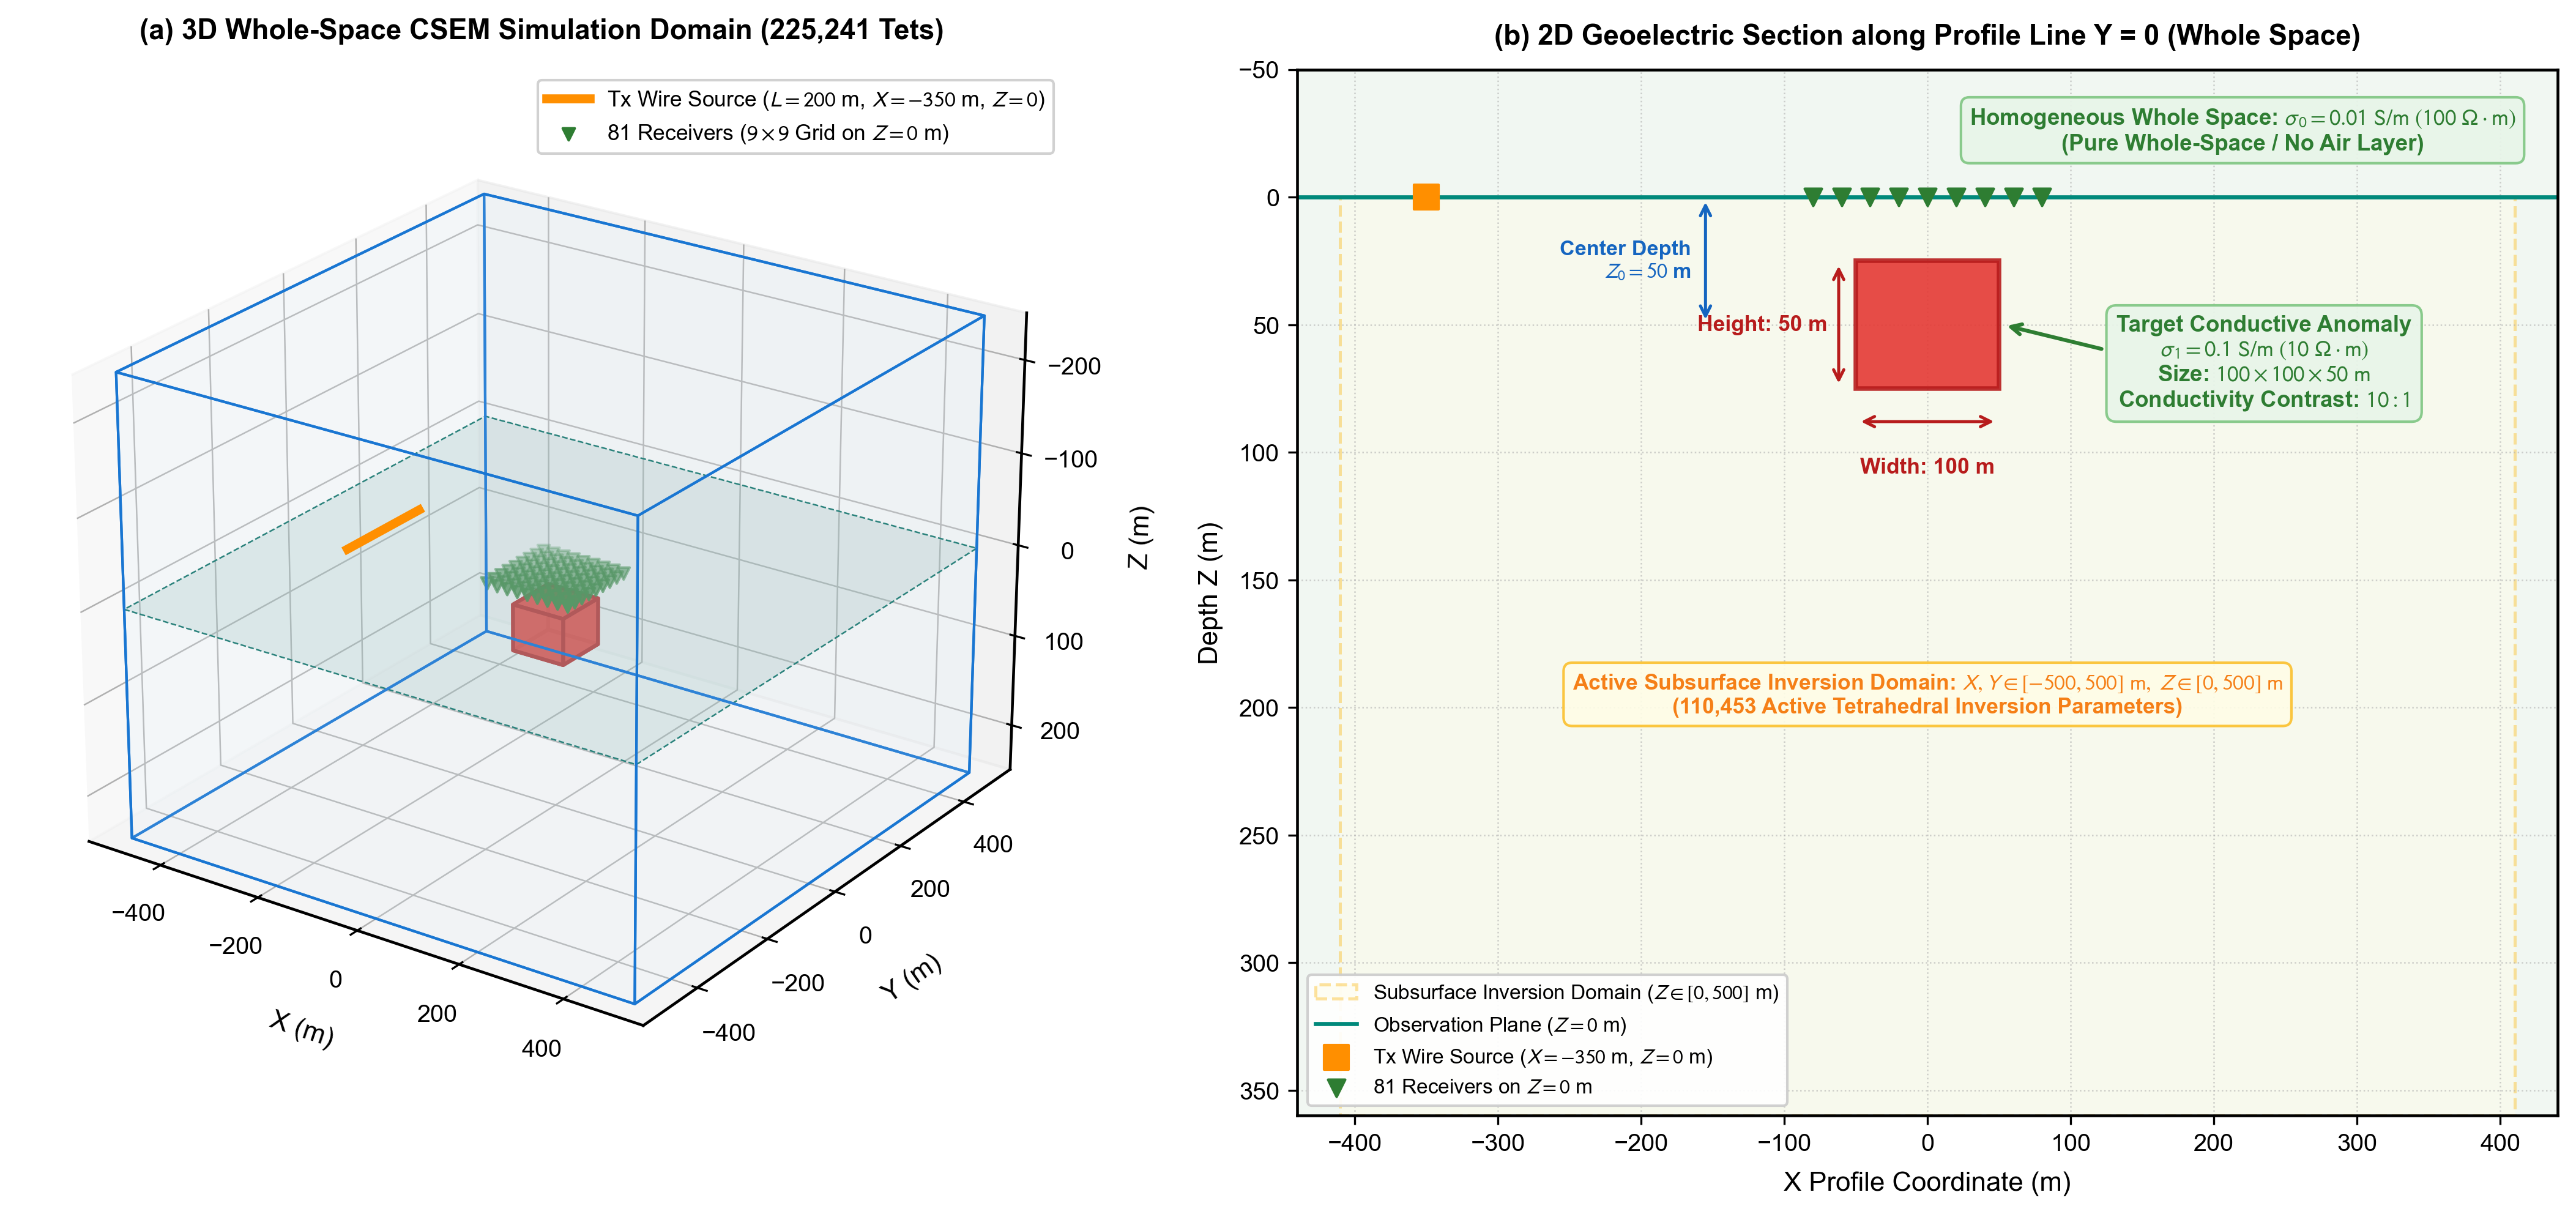 (a) 3D Whole-Space CSEM Simulation Domain (225,241 Tets)
Tx Wire Source (L=200 m, X=−350 m, Z=0)
81 Receivers (9×9 Grid on Z=0 m)
−200
−100
0
100
200
Z (m)
−400
−200
0
200
400
X (m)
−400
−200
0
200
400
Y (m)
(b) 2D Geoelectric Section along Profile Line Y = 0 (Whole Space)
Homogeneous Whole Space: σ₀=0.01 S/m (100 Ω·m)
(Pure Whole-Space / No Air Layer)
Center Depth
Z₀=50 m
Height: 50 m
Width: 100 m
Target Conductive Anomaly
σ₁=0.1 S/m (10 Ω·m)
Size: 100×100×50 m
Conductivity Contrast: 10:1
Active Subsurface Inversion Domain: X, Y∈[−500, 500] m, Z∈[0, 500] m
(110,453 Active Tetrahedral Inversion Parameters)
Subsurface Inversion Domain (Z∈[0, 500] m)
Observation Plane (Z=0 m)
Tx Wire Source (X=−350 m, Z=0 m)
81 Receivers on Z=0 m
−50
0
50
100
150
200
250
300
350
Depth Z (m)
−400
−300
−200
−100
0
100
200
300
400
X Profile Coordinate (m)